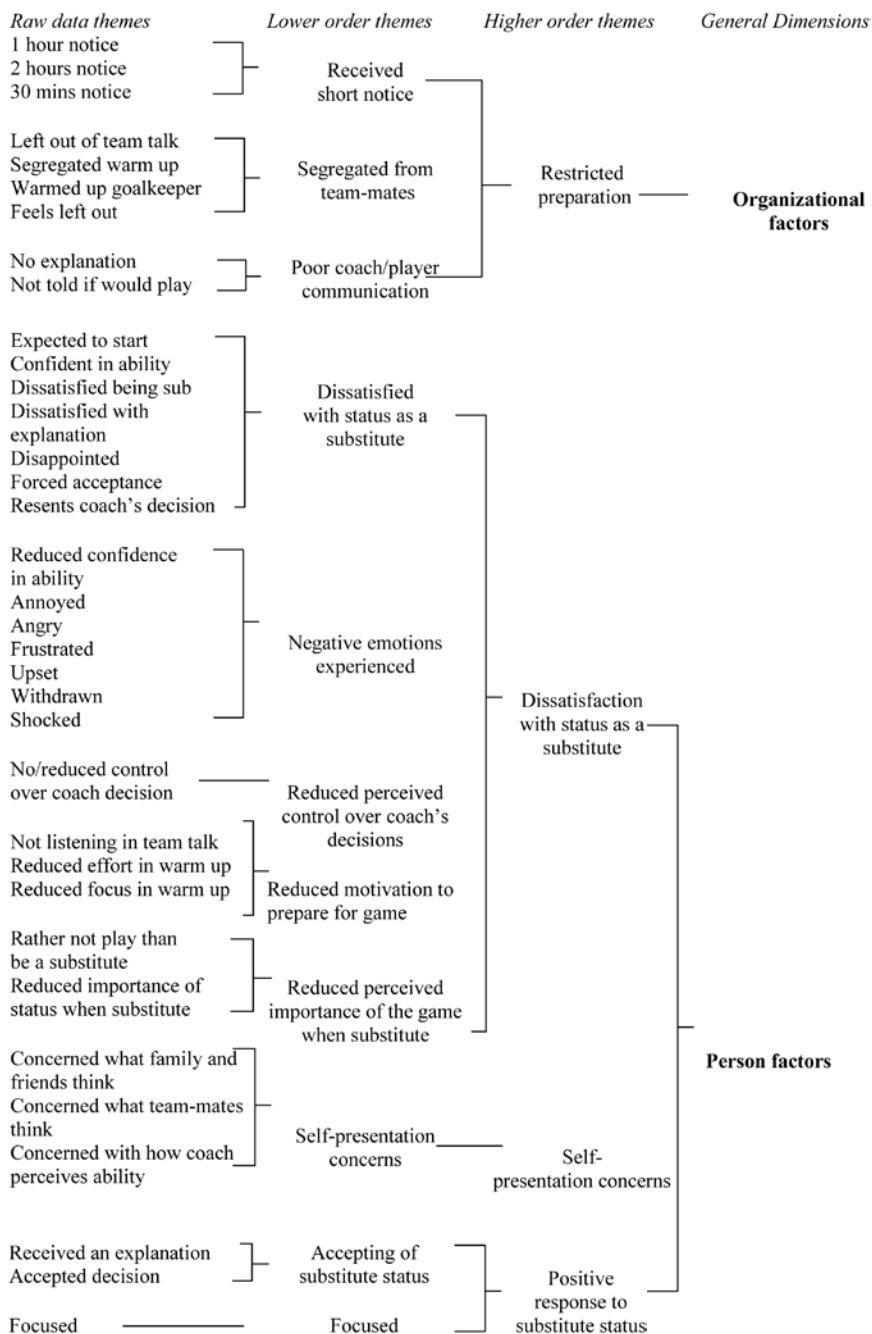 Raw data themes
Lower order themes
Higher order themes
General Dimensions
1 hour notice
2 hours notice
30 mins notice
Received
short notice
Left out of team talk
Segregated warm up
Warmed up goalkeeper
Feels left out
Segregated from
team-mates
Restricted
preparation
Organizational
factors
No explanation
Not told if would play
Poor coach/player
communication
Expected to start
Confident in ability
Dissatisfied being sub
Dissatisfied with
explanation
Disappointed
Forced acceptance
Resents coach's decision
Dissatisfied
with status as a
substitute
Reduced confidence
in ability
Annoyed
Angry
Frustrated
Upset
Withdrawn
Shocked
Negative emotions
experienced
Dissatisfaction
with status as a
substitute
No/reduced control
over coach decision
Reduced perceived
control over coach's
decisions
Not listening in team talk
Reduced effort in warm up
Reduced focus in warm up
Reduced motivation to
prepare for game
Rather not play than
be a substitute
Reduced importance of
status when substitute
Reduced perceived
importance of the game
when substitute
Person factors
Concerned what family and
friends think
Concerned what team-mates
think
Concerned with how coach
perceives ability
Self-presentation
concerns
Self-
presentation concerns
Received an explanation
Accepted decision
Accepting of
substitute status
Positive
response to
substitute status
Focused
Focused